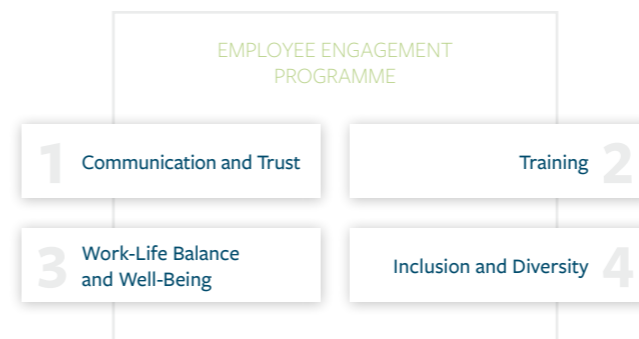 EMPLOYEE ENGAGEMENT
PROGRAMME
1 Communication and Trust
Training 2
3 Work-Life Balance
and Well-Being
Inclusion and Diversity 4